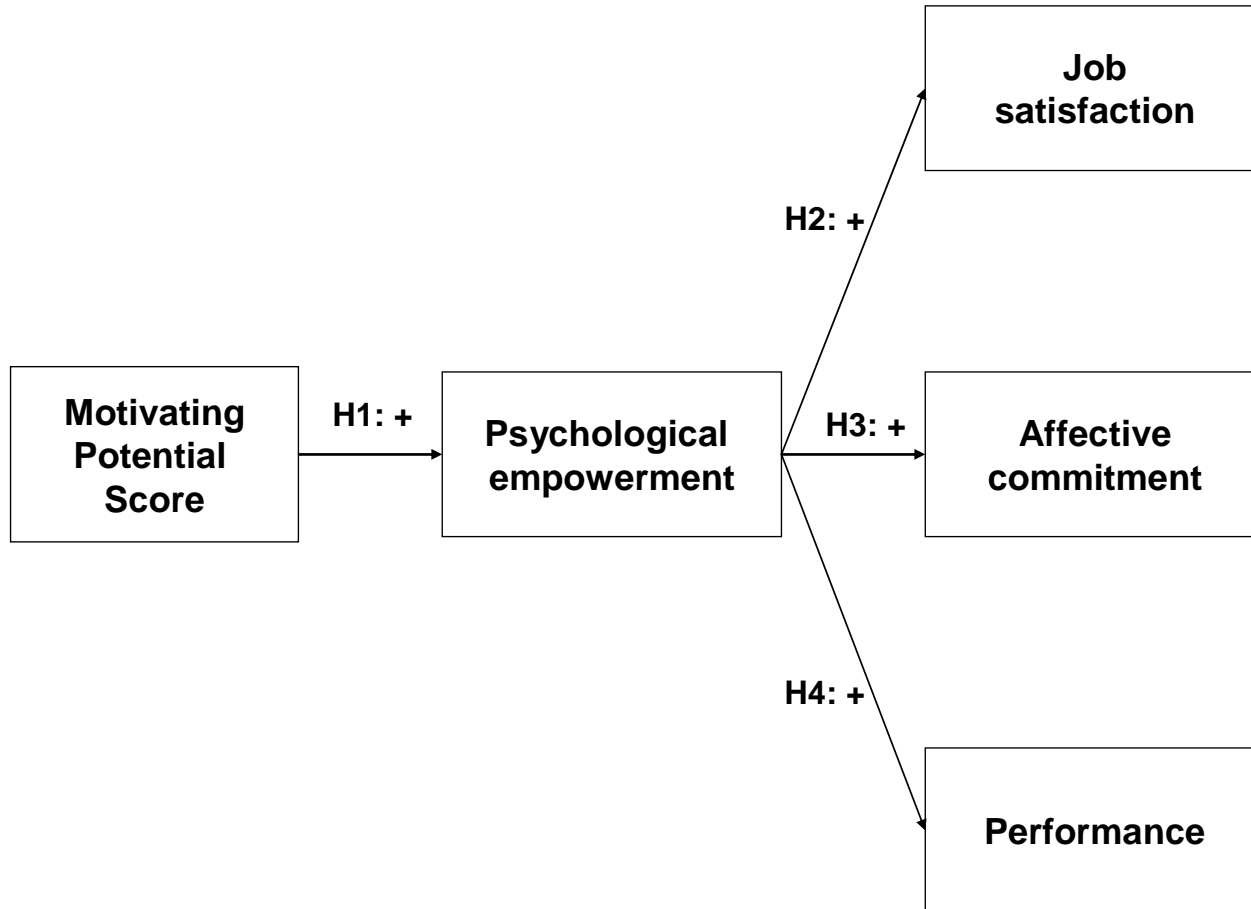 Job
satisfaction
H2: +
Motivating
Potential
Score
H1: +
Psychological
empowerment
H3: +
Affective
commitment
H4: +
Performance